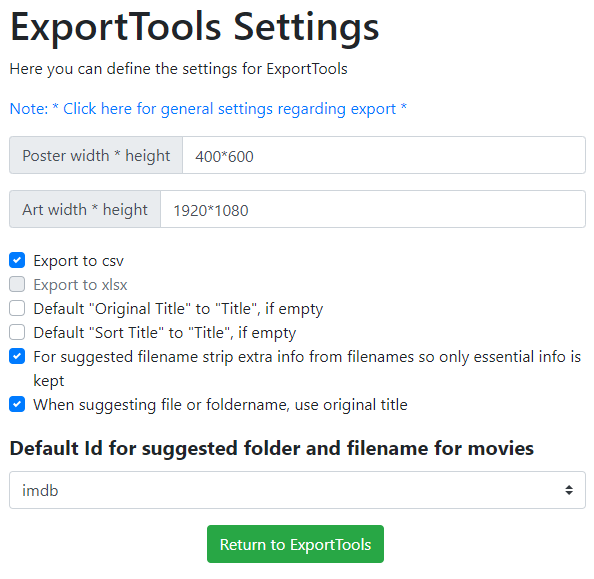 ExportTools Settings
Here you can define the settings for ExportTools
Note: * Click here for general settings regarding export *
Poster width * height 400*600
Art width * height 1920*1080
Export to csv
Export to xlsx
Default "Original Title" to "Title", if empty
Default "Sort Title" to "Title", if empty
For suggested filename strip extra info from filenames so only essential info is
kept
When suggesting file or foldername, use original title
Default Id for suggested folder and filename for movies
imdb
Return to ExportTools